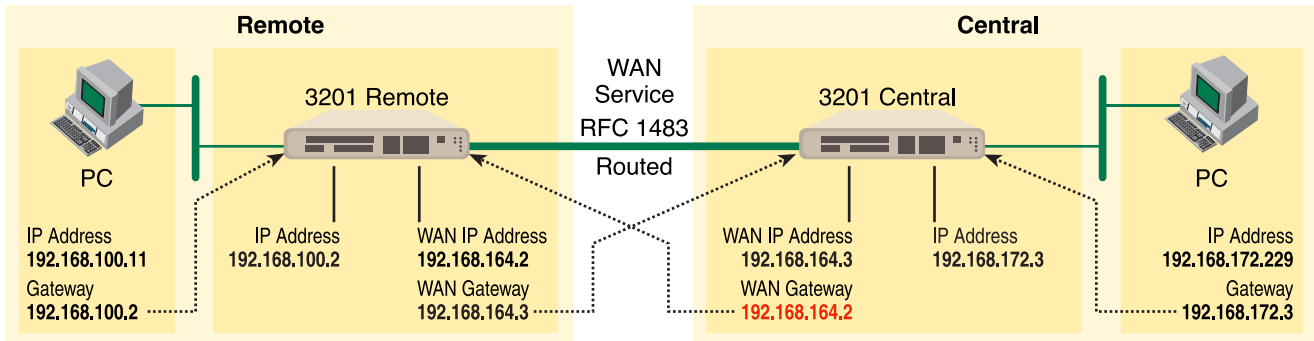 Remote
Central
3201 Remote
WAN
Service
RFC 1483
Routed
3201 Central
PC
PC
IP Address
192.168.100.11
Gateway
192.168.100.2
IP Address
192.168.100.2
WAN IP Address
192.168.164.2
WAN Gateway
192.168.164.3
WAN IP Address
192.168.164.3
WAN Gateway
192.168.164.2
IP Address
192.168.172.3
IP Address
192.168.172.229
Gateway
192.168.172.3